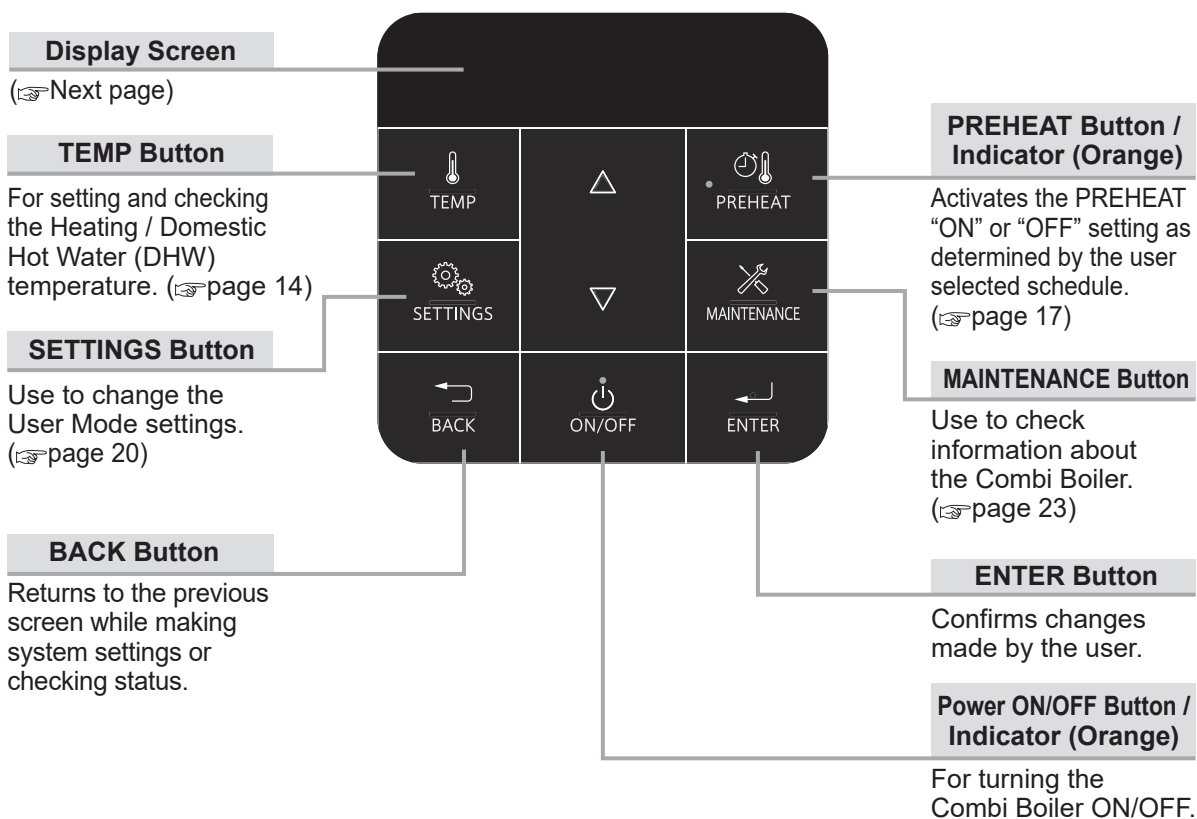 Display Screen
(☞Next page)
TEMP Button
For setting and checking
the Heating / Domestic
Hot Water (DHW)
temperature. (☞page 14)
SETTINGS Button
Use to change the
User Mode settings.
(☞page 20)
BACK Button
Returns to the previous
screen while making
system settings or
checking status.
TEMP
PREHEAT
SETTINGS
MAINTENANCE
BACK
ON/OFF
ENTER
PREHEAT Button /
Indicator (Orange)
Activates the PREHEAT
“ON” or “OFF” setting as
determined by the user
selected schedule.
(☞page 17)
MAINTENANCE Button
Use to check
information about
the Combi Boiler.
(☞page 23)
ENTER Button
Confirms changes
made by the user.
Power ON/OFF Button /
Indicator (Orange)
For turning the
Combi Boiler ON/OFF.